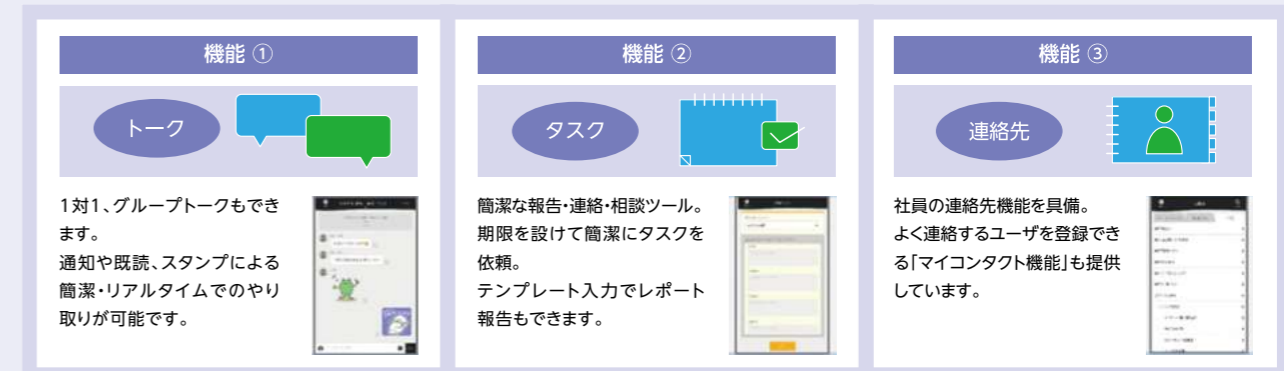 機能 ①
トーク
1対1、グループトークもでき
ます。
通知や既読、スタンプによる
簡潔・リアルタイムでのやり
取りが可能です。
機能 ②
タスク
簡潔な報告・連絡・相談ツール。
期限を設けて簡潔にタスクを
依頼。
テンプレート入力でレポート
報告もできます。
機能 ③
連絡先
社員の連絡先機能を具備。
よく連絡するユーザを登録でき
る「マイコンタクト機能」も提供
しています。